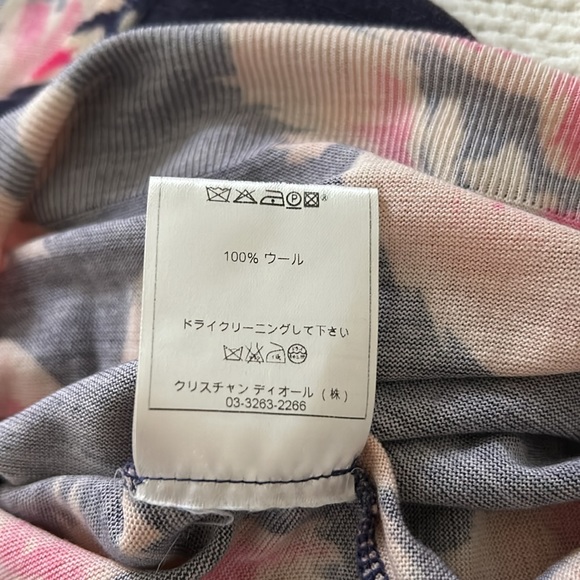 100% ウール
ドライクリーニングして下さい
クリスチャン ディオール (株)
03-3263-2266